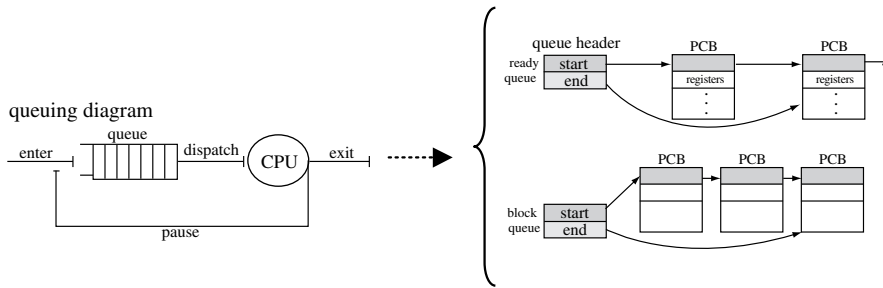 queuing diagram
queue
enter
dispatch
CPU
exit
pause
queue header
ready
queue
start
end
PCB
registers
PCB
registers
block
queue
start
end
PCB
PCB
PCB